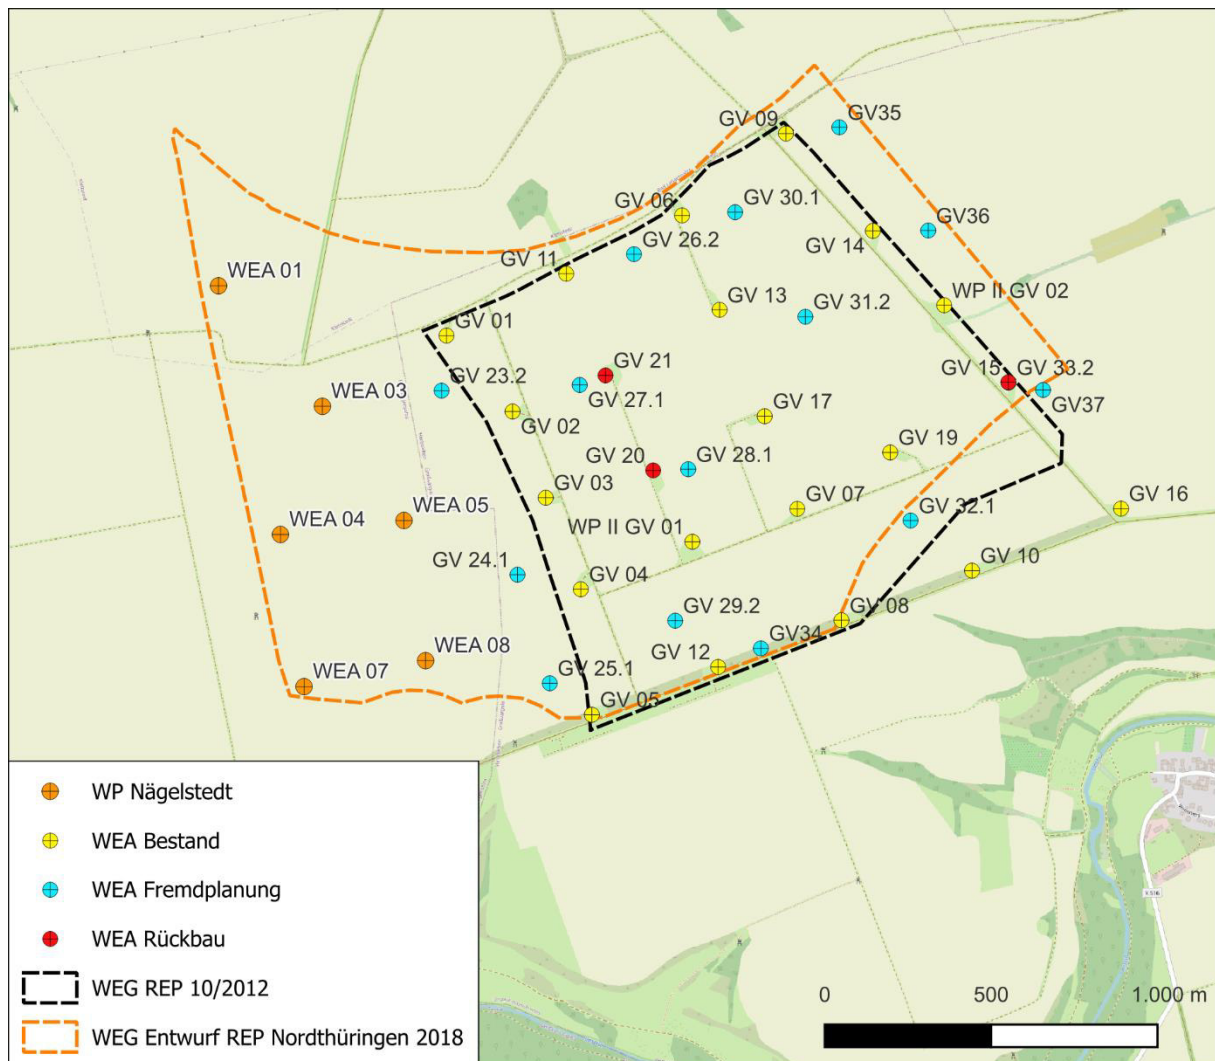 GV 09
GV35
GV 06
GV 30.1
GV36
GV 26.2
GV 14
GV 11
WEA 01
GV 13
GV 31.2
WP II GV 02
GV 01
GV 21
GV 15
GV 33.2
GV 23.2
GV 27.1
GV37
WEA 03
GV 02
GV 17
GV 20
GV 28.1
GV 19
GV 03
GV 07
GV 16
WEA 04
WEA 05
WP II GV 01
GV 32.1
GV 24.1
GV 04
GV 10
GV 29.2
GV 08
GV34
WEA 07
WEA 08
GV 25.1
GV 12
GV 05
WP Nägelstedt
WEA Bestand
WEA Fremdplanung
WEA Rückbau
WEG REP 10/2012
WEG Entwurf REP Nordthüringen 2018
0
500
1.000 m